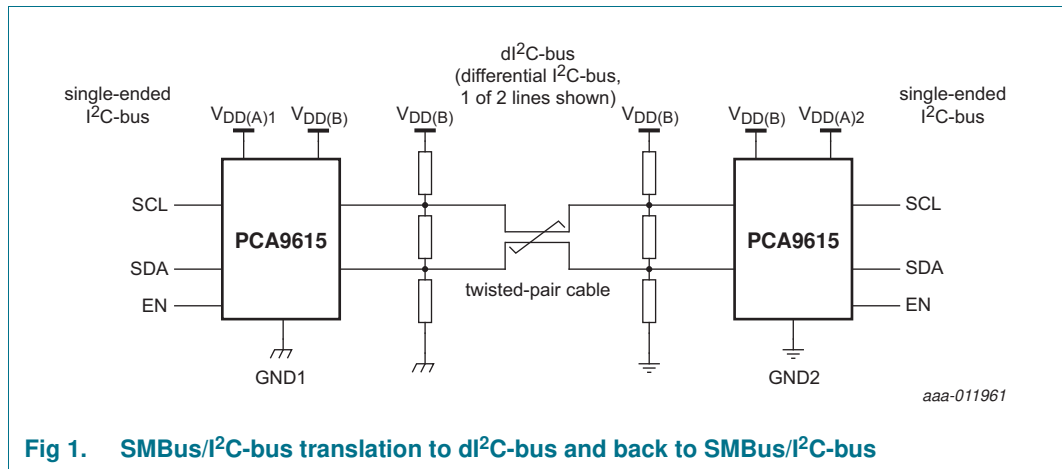 dI²C-bus
(differential I²C-bus,
1 of 2 lines shown)
single-ended
I²C-bus
VDD(A)1
VDD(B)
VDD(B)
VDD(B)
VDD(B)
VDD(A)2
single-ended
I²C-bus
SCL
SDA
EN
PCA9615
GND1
twisted-pair cable
PCA9615
GND2
SCL
SDA
EN
aaa-011961
Fig 1. SMBus/I²C-bus translation to dI²C-bus and back to SMBus/I²C-bus